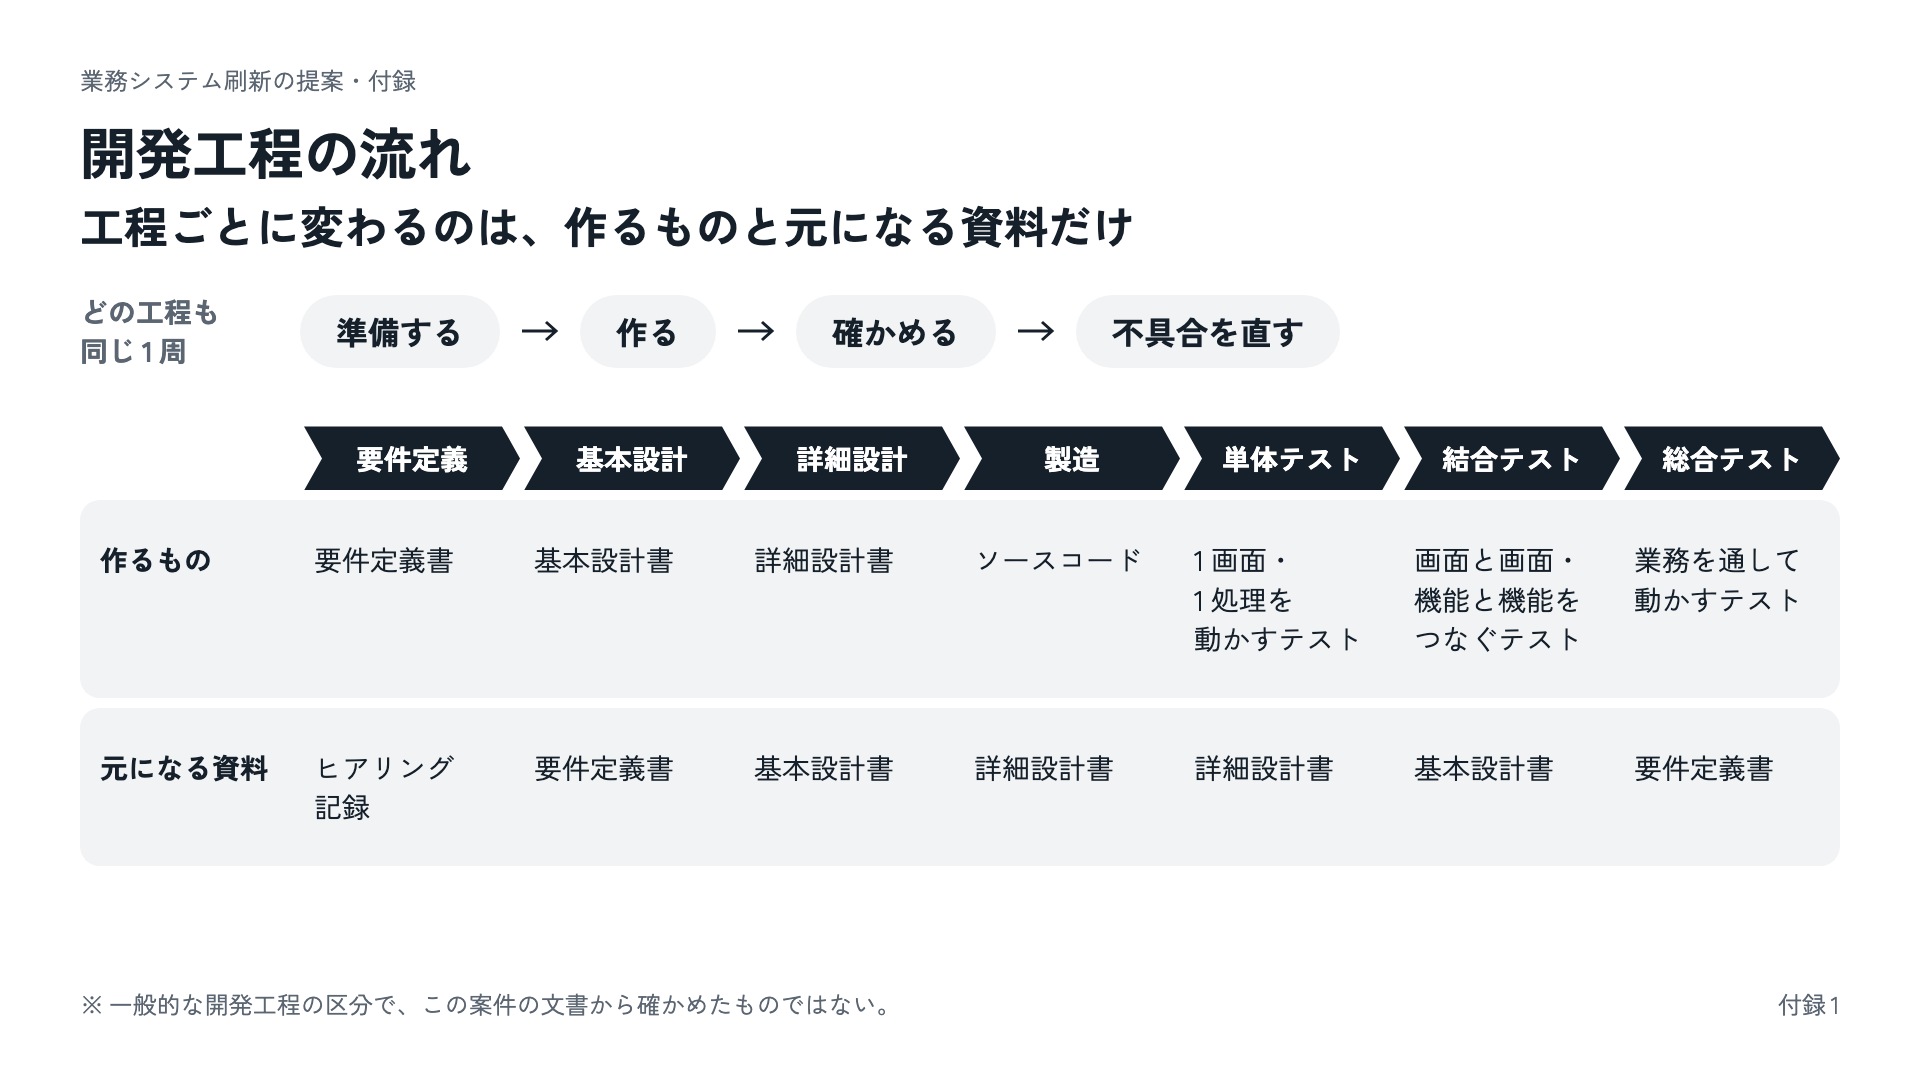 業務システム刷新の提案・付録
開発工程の流れ
工程ごとに変わるのは、作るものと元になる資料だけ
どの工程も
同じ1周
準備する → 作る → 確かめる → 不具合を直す
要件定義 基本設計 詳細設計 製造 単体テスト 結合テスト 総合テスト
作るもの 要件定義書 基本設計書 詳細設計書 ソースコード 1画面・ 画面と画面・ 業務を通して
1処理を 機能と機能を 動かすテスト
動かすテスト つなぐテスト
元になる資料 ヒアリング 要件定義書 基本設計書 詳細設計書 詳細設計書 基本設計書 要件定義書
記録
※ 一般的な開発工程の区分で、この案件の文書から確かめたものではない。
付録1